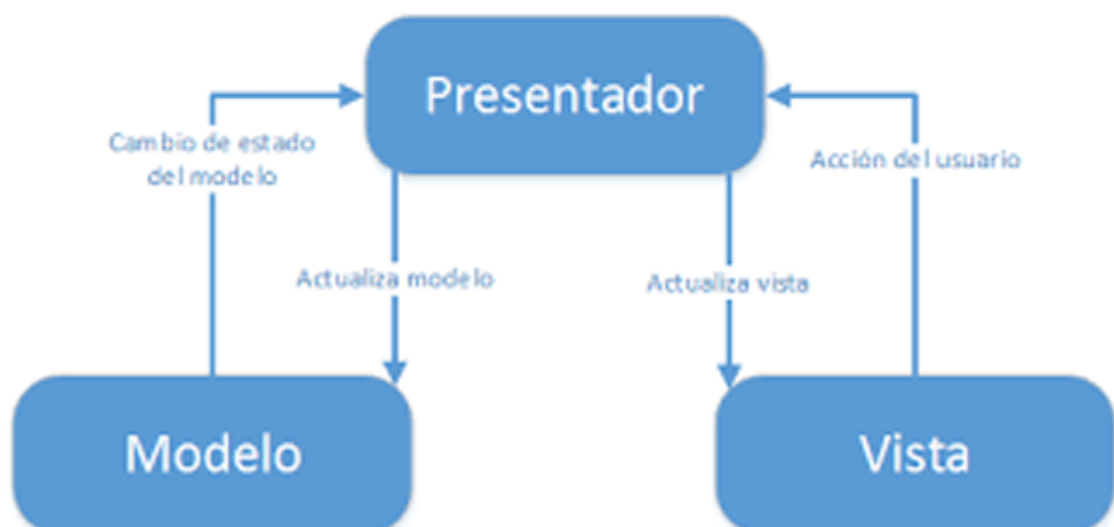 Presentador
Cambio de estado
del modelo
Acción del usuario
Actualiza modelo
Actualiza vista
Modelo
Vista